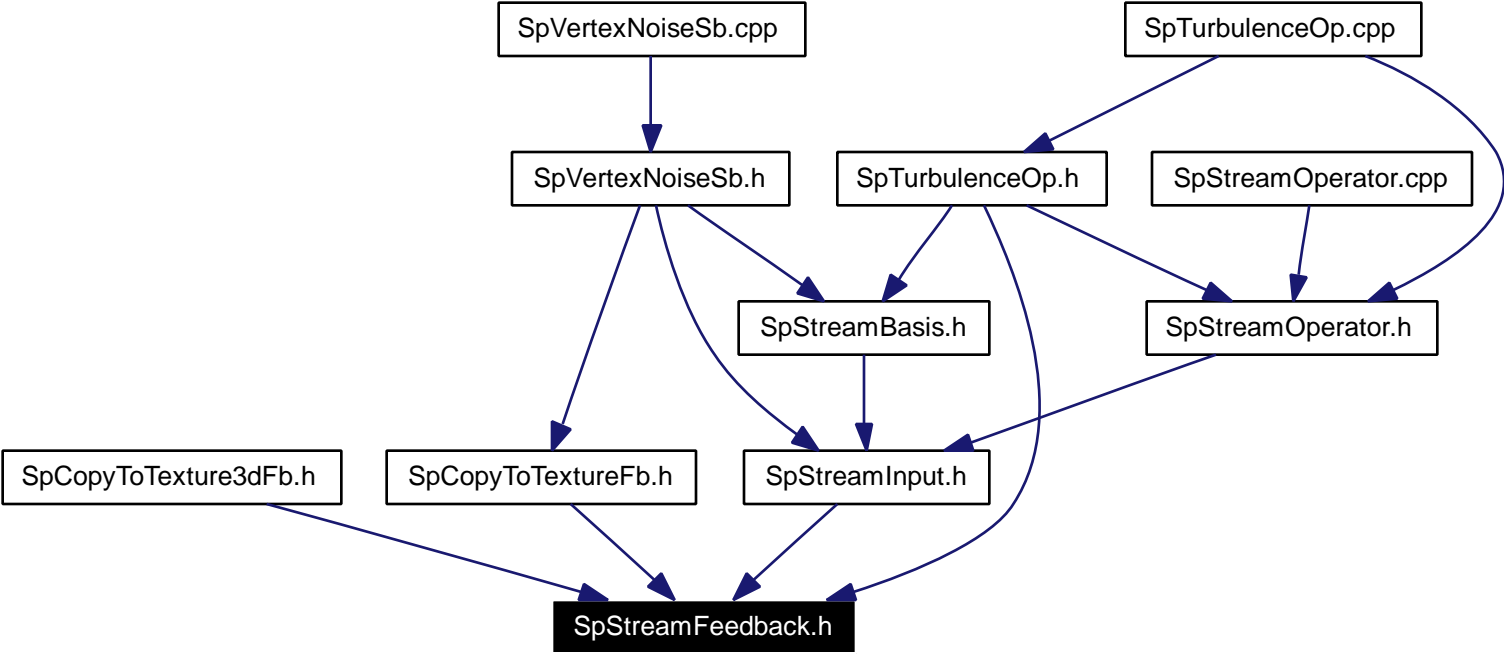 SpVertexNoiseSb.cpp
SpTurbulenceOp.cpp
SpVertexNoiseSb.h
SpTurbulenceOp.h
SpStreamOperator.cpp
SpStreamBasis.h
SpStreamOperator.h
SpCopyToTexture3dFb.h
SpCopyToTextureFb.h
SpStreamInput.h
SpStreamFeedback.h